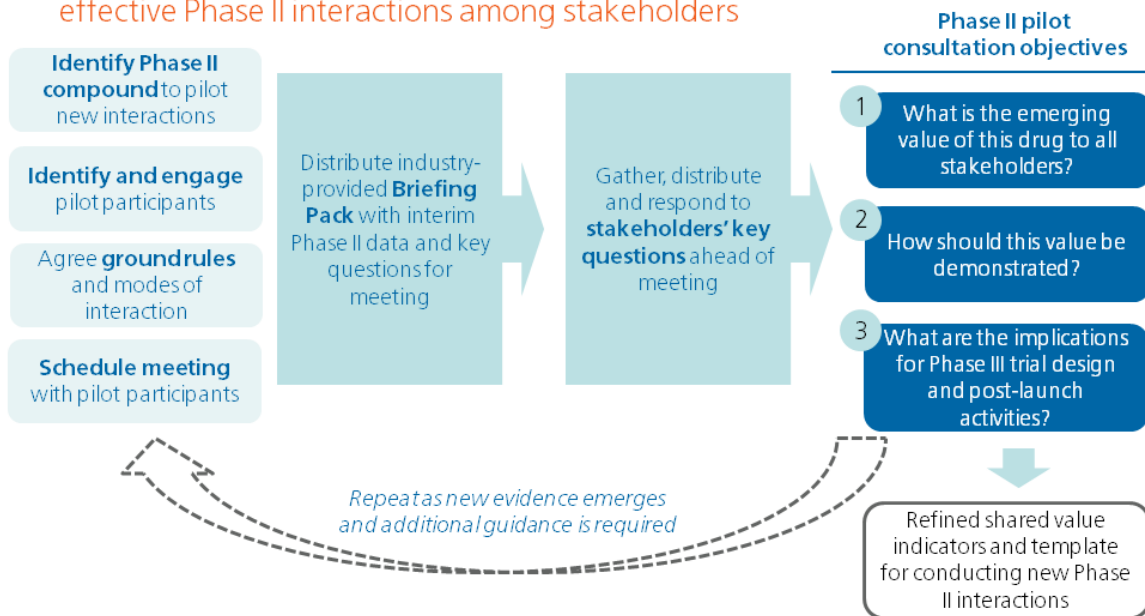 effective Phase II interactions among stakeholders
Identify Phase II
compound to pilot
new interactions
Identify and engage
pilot participants
Agree ground rules
and modes of
interaction
Schedule meeting
with pilot participants
Distribute industry-
provided Briefing
Pack with interim
Phase II data and key
questions for
meeting
Gather, distribute
and respond to
stakeholders' key
questions ahead of
meeting
Phase II pilot
consultation objectives
1
What is the emerging
value of this drug to all
stakeholders?
2
How should this value be
demonstrated?
3
What are the implications
for Phase III trial design
and post-launch
activities?
Repeat as new evidence emerges
and additional guidance is required
Refined shared value
indicators and template
for conducting new Phase
II interactions